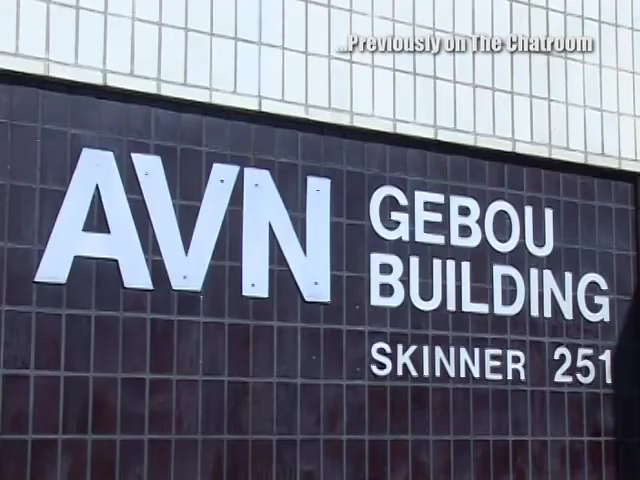 ...Previously on The Chatroom
AVN
GEBOU
BUILDING
SKINNER 251